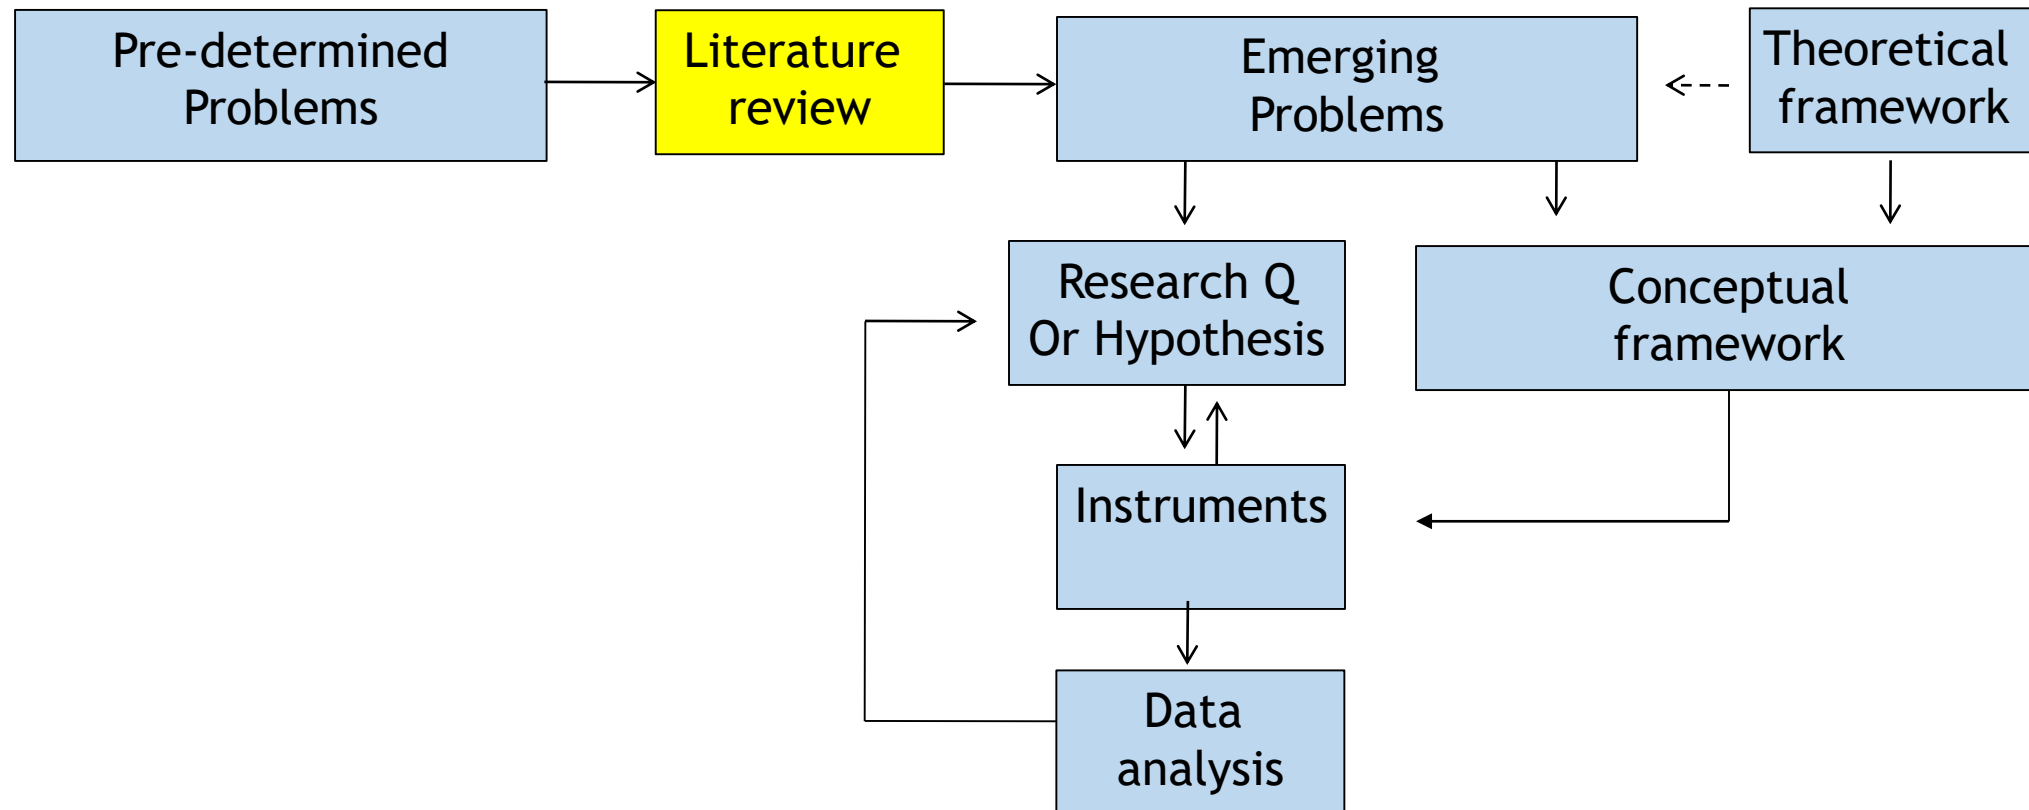 Pre-determined
Problems
Literature
review
Emerging
Problems
Theoretical
framework
Research Q
Or Hypothesis
Conceptual
framework
Instruments
Data
analysis